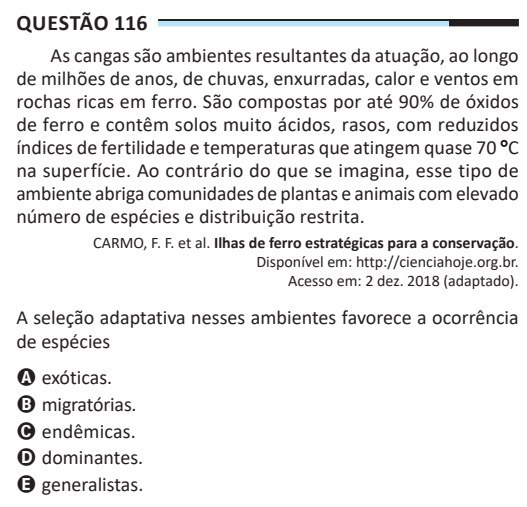 QUESTÃO 116
As cangas são ambientes resultantes da atuação, ao longo
de milhões de anos, de chuvas, enxurradas, calor e ventos em
rochas ricas em ferro. São compostas por até 90% de óxidos
de ferro e contêm solos muito ácidos, rasos, com reduzidos
índices de fertilidade e temperaturas que atingem quase 70 °C
na superfície. Ao contrário do que se imagina, esse tipo de
ambiente abriga comunidades de plantas e animais com elevado
número de espécies e distribuição restrita.
CARMO, F. F. et al. Ilhas de ferro estratégicas para a conservação.
Disponível em: http://cienciahoje.org.br.
Acesso em: 2 dez. 2018 (adaptado).
A seleção adaptativa nesses ambientes favorece a ocorrência
de espécies
A exóticas.
B migratórias.
C endêmicas.
D dominantes.
E generalistas.